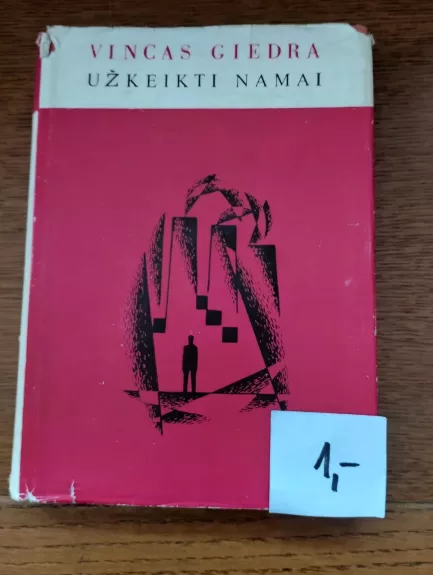 VINCAS GIEDRA
UŽKEIKTI NAMAI
1,-